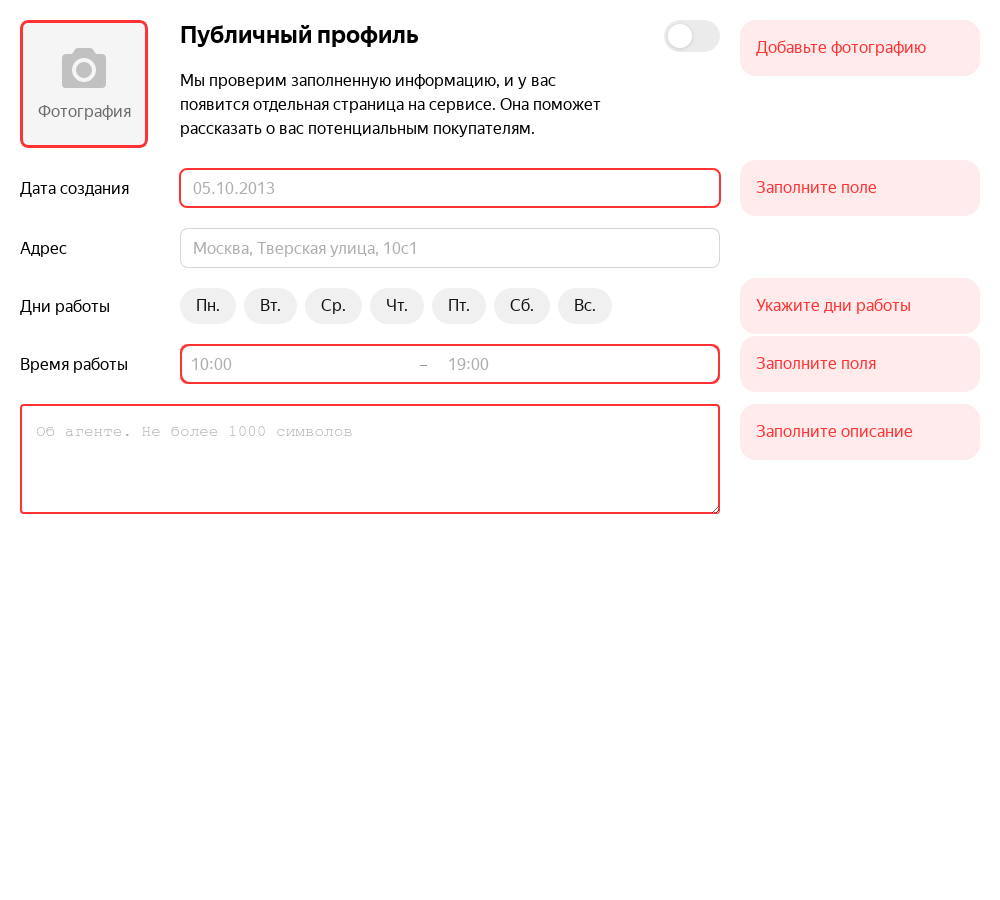 Фотография
Публичный профиль
Мы проверим заполненную информацию, и у вас
появится отдельная страница на сервисе. Она поможет
рассказать о вас потенциальным покупателям.
Добавьте фотографию
Дата создания
05.10.2013
Заполните поле
Адрес
Москва, Тверская улица, 10с1
Дни работы
Пн. Вт. Ср. Чт. Пт. Сб. Вс.
Укажите дни работы
Время работы
10:00 – 19:00
Заполните поля
Об агенте. Не более 1000 символов
Заполните описание